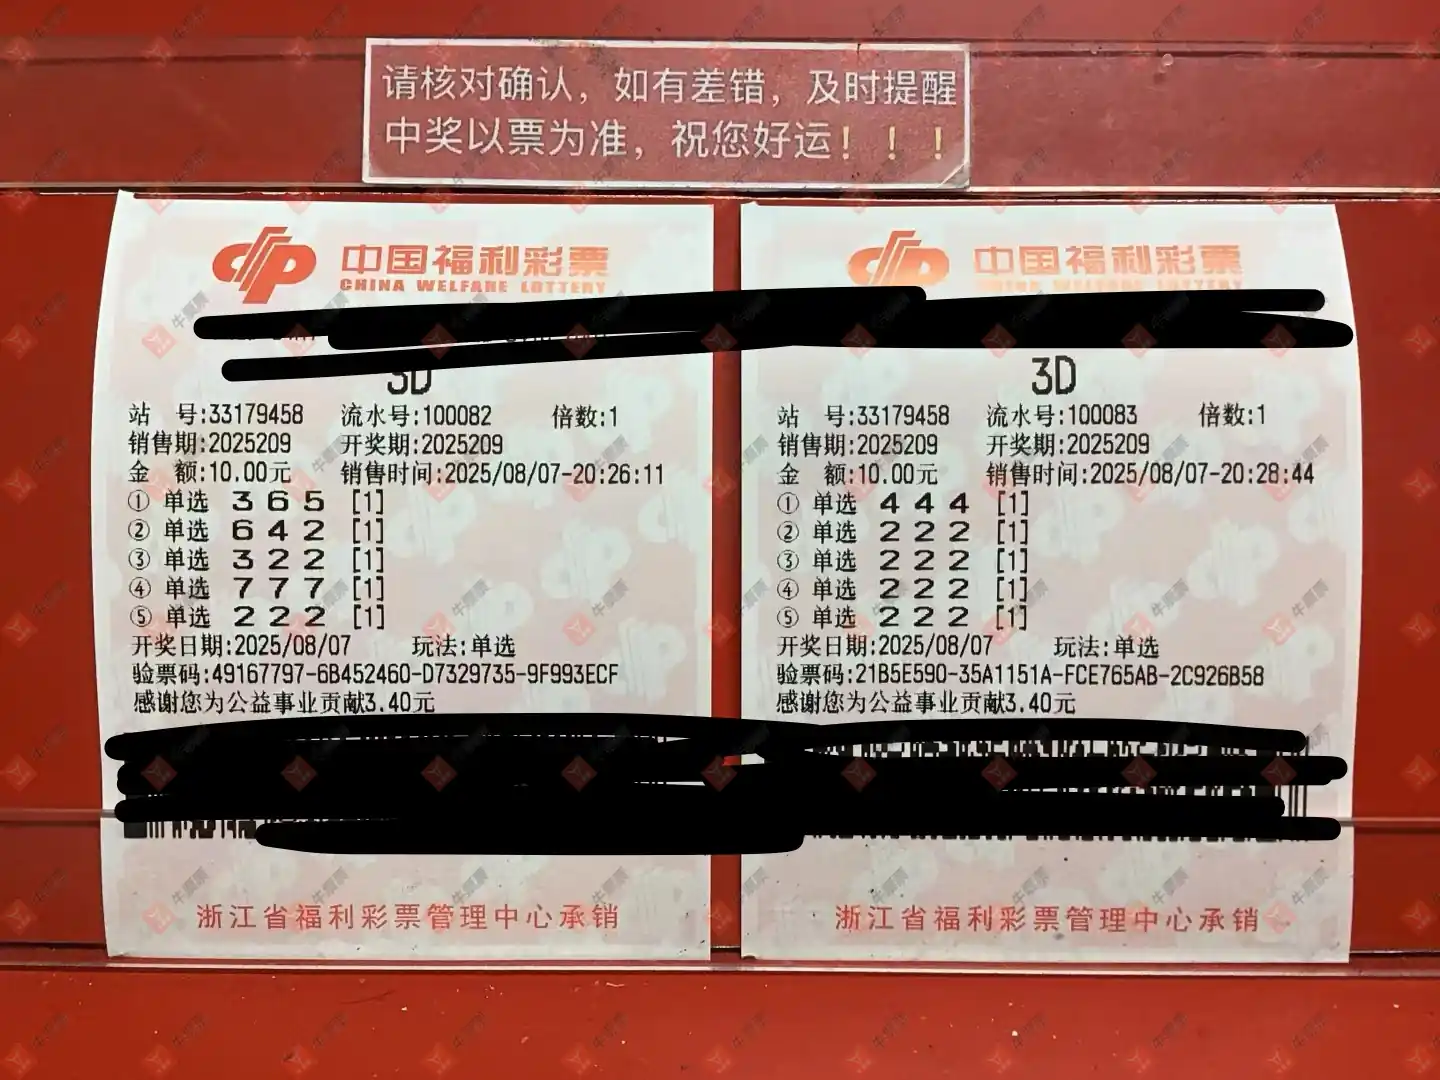 请核对确认，如有差错，及时提醒
中奖以票为准，祝您好运！！！
中国福利彩票
CHINA WELFARE LOTTERY
3D
站 号:33179458 流水号:100082 倍数:1
销售期:2025209 开奖期:2025209
金 额:10.00元 销售时间:2025/08/07-20:26:11
① 单选 3 6 5 [1]
② 单选 6 4 2 [1]
③ 单选 3 2 2 [1]
④ 单选 7 7 7 [1]
⑤ 单选 2 2 2 [1]
开奖日期:2025/08/07 玩法:单选
验票码:49167797-6B452460-D7329735-9F993ECF
感谢您为公益事业贡献3.40元
浙江省福利彩票管理中心承销
中国福利彩票
CHINA WELFARE LOTTERY
3D
站 号:33179458 流水号:100083 倍数:1
销售期:2025209 开奖期:2025209
金 额:10.00元 销售时间:2025/08/07-20:28:44
① 单选 4 4 4 [1]
② 单选 2 2 2 [1]
③ 单选 2 2 2 [1]
④ 单选 2 2 2 [1]
⑤ 单选 2 2 2 [1]
开奖日期:2025/08/07 玩法:单选
验票码:21B5E590-35A1151A-FCE765AB-2C926B58
感谢您为公益事业贡献3.40元
浙江省福利彩票管理中心承销